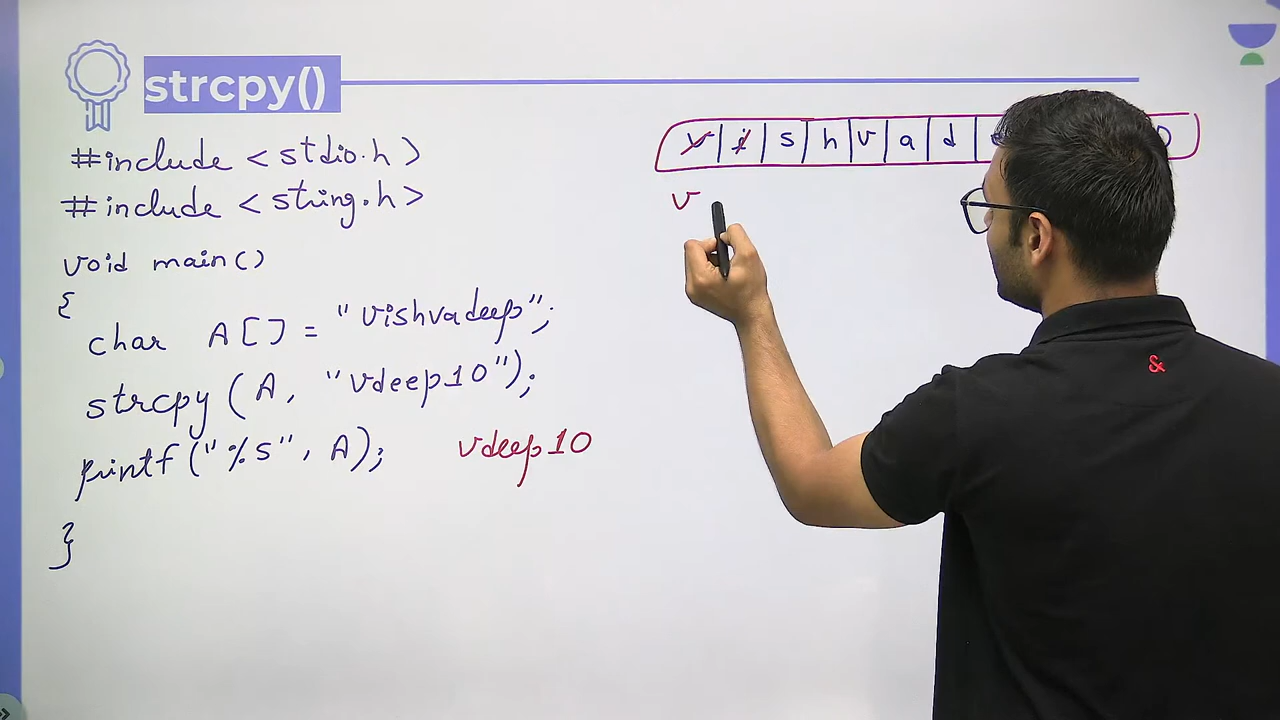 strcpy()
#include < stdio.h >
#include < string.h >
void main()
{
char A[] = "vishvadeep";
strcpy (A, "vdeep10");
printf ("%s", A);
vdeep10
}
v i s h v a d
v
&